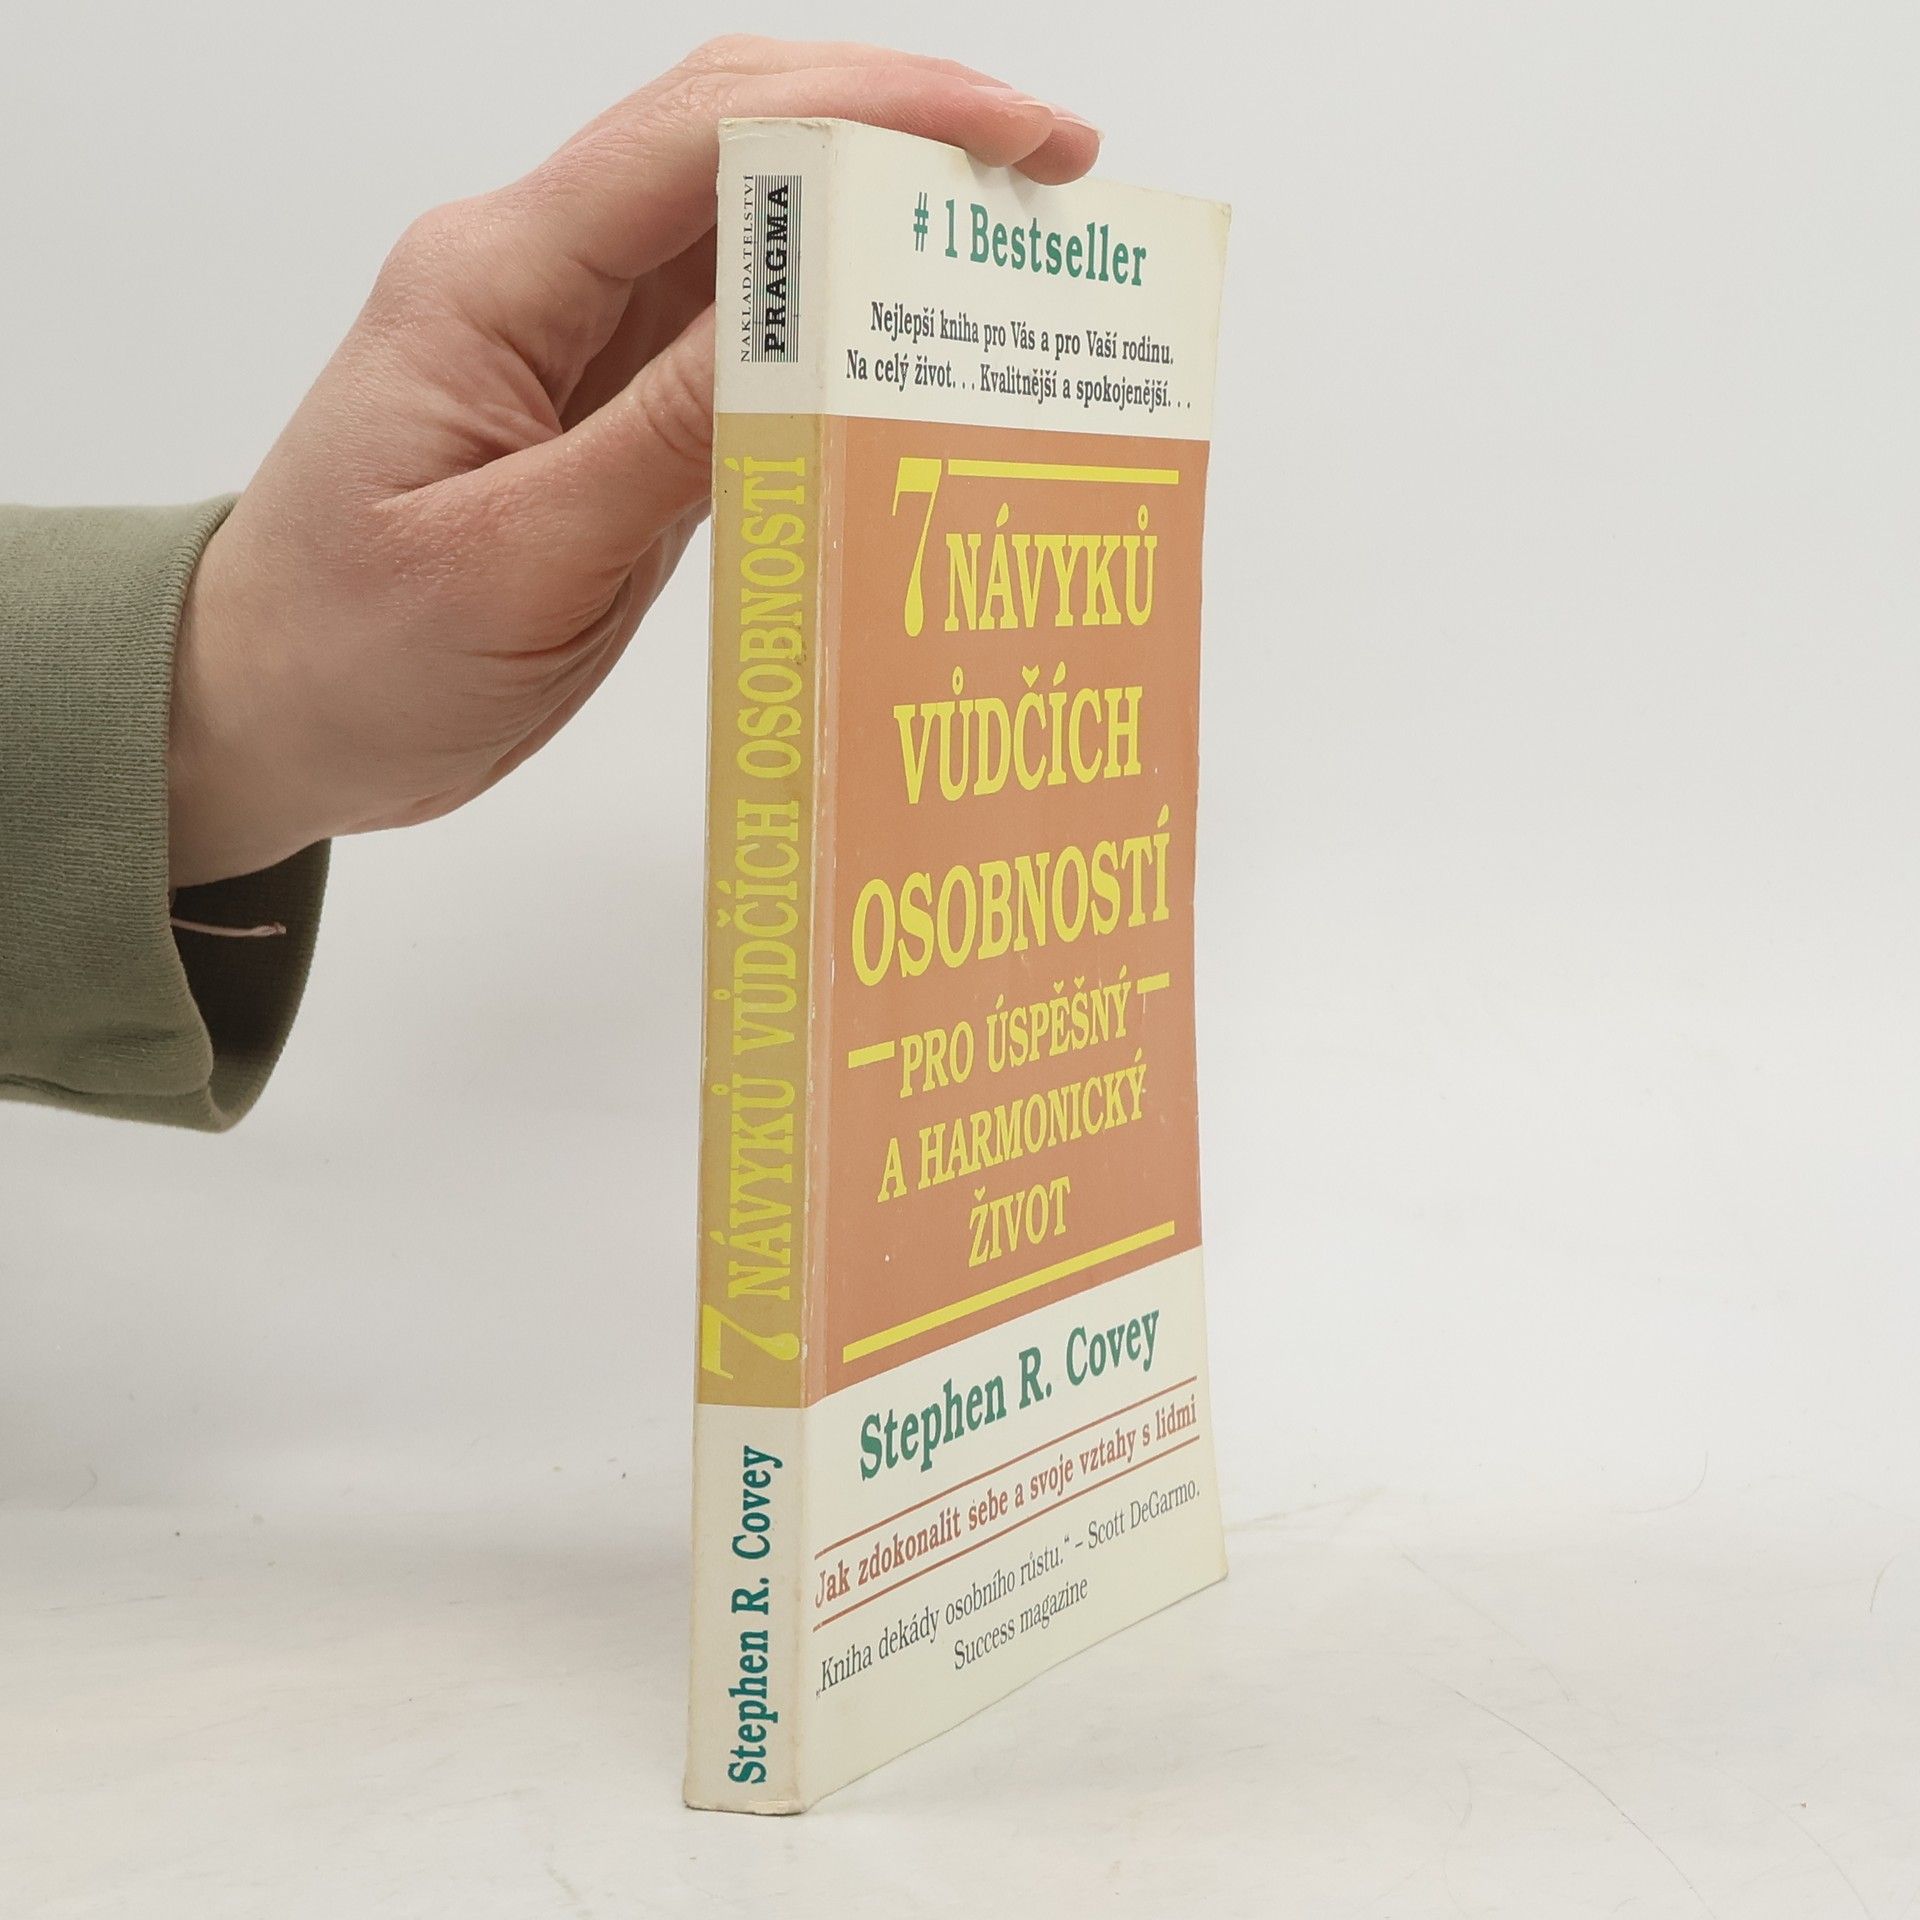 NAKLADATELSTVÍ
PRAGMA
7 NÁVYKŮ VŮDČÍCH OSOBNOSTÍ
Stephen R. Covey
# 1 Bestseller
Nejlepší kniha pro Vás a pro Vaší rodinu.
Na celý život. . . Kvalitnější a spokojenější. . .
7 NÁVYKŮ
VŮDČÍCH
OSOBNOSTÍ
PRO ÚSPĚŠNÝ
A HARMONICKÝ
ŽIVOT
Stephen R. Covey
Jak zdokonalit sebe a svoje vztahy s lidmi
„Kniha dekády osobního růstu.“ – Scott DeGarmo.
Success magazine